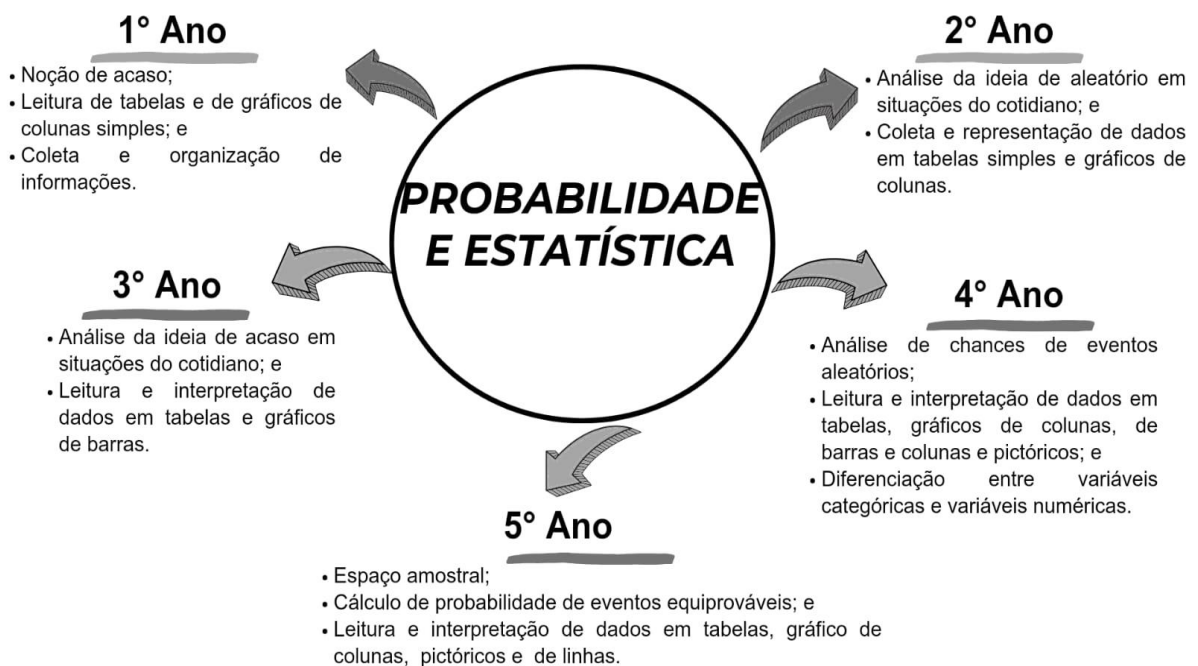 1° Ano
• Noção de acaso;
• Leitura de tabelas e de gráficos de
colunas simples; e
• Coleta e organização de
informações.
2° Ano
• Análise da ideia de aleatório em
situações do cotidiano; e
• Coleta e representação de dados
em tabelas simples e gráficos de
colunas.
PROBABILIDADE
E ESTATÍSTICA
3° Ano
• Análise da ideia de acaso em
situações do cotidiano; e
• Leitura e interpretação de
dados em tabelas e gráficos
de barras.
4° Ano
• Análise de chances de eventos
aleatórios;
• Leitura e interpretação de dados em
tabelas, gráficos de colunas, de
barras e colunas e pictóricos; e
• Diferenciação entre variáveis
categóricas e variáveis numéricas.
5° Ano
• Espaço amostral;
• Cálculo de probabilidade de eventos equiprováveis; e
• Leitura e interpretação de dados em tabelas, gráfico de
colunas, pictóricos e de linhas.